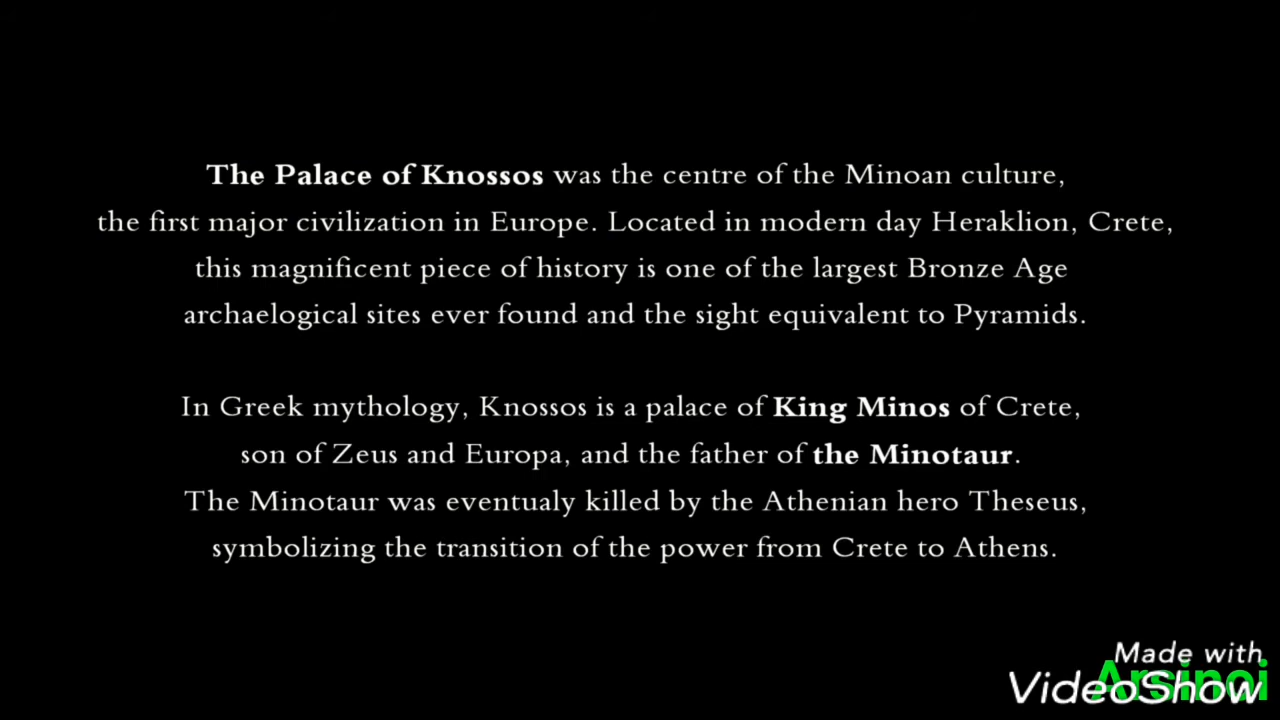 The Palace of Knossos was the centre of the Minoan culture,
the first major civilization in Europe. Located in modern day Heraklion, Crete,
this magnificent piece of history is one of the largest Bronze Age
archaelogical sites ever found and the sight equivalent to Pyramids.
In Greek mythology, Knossos is a palace of King Minos of Crete,
son of Zeus and Europa, and the father of the Minotaur.
The Minotaur was eventualy killed by the Athenian hero Theseus,
symbolizing the transition of the power from Crete to Athens.
Made with
VideoShow
Arsinoi